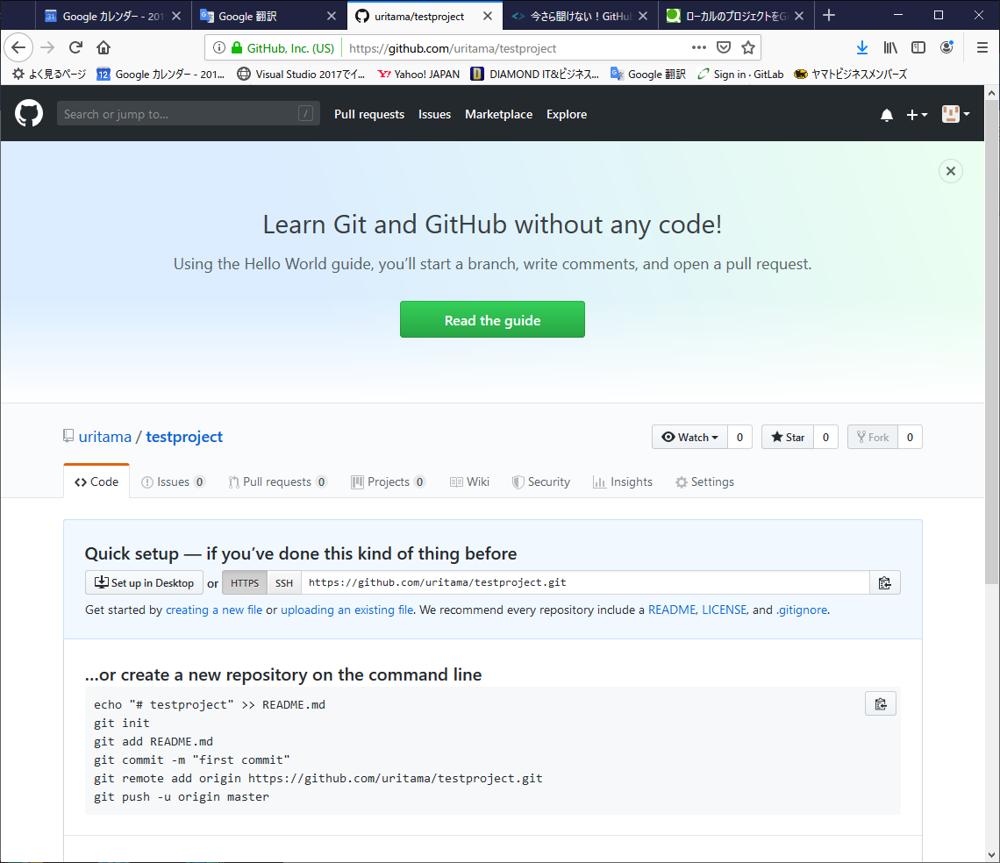 Google カレンダー - 201
Google 翻訳
uritama/testproject
今さら聞けない！GitHu
ローカルのプロジェクトをG
GitHub, Inc. (US)
https://github.com/uritama/testproject
よく見るページ
Google カレンダー - 201...
Visual Studio 2017でイ...
Yahoo! JAPAN
DIAMOND IT&ビジネス...
Google 翻訳
Sign in · GitLab
ヤマトビジネスメンバーズ
Search or jump to...
/
Pull requests
Issues
Marketplace
Explore
Learn Git and GitHub without any code!
Using the Hello World guide, you’ll start a branch, write comments, and open a pull request.
Read the guide
uritama / testproject
Watch 0
Star 0
Fork 0
Code
Issues 0
Pull requests 0
Projects 0
Wiki
Security
Insights
Settings
Quick setup — if you’ve done this kind of thing before
Set up in Desktop or HTTPS SSH https://github.com/uritama/testproject.git
Get started by creating a new file or uploading an existing file. We recommend every repository include a README, LICENSE, and .gitignore.
…or create a new repository on the command line
echo "# testproject" >> README.md
git init
git add README.md
git commit -m "first commit"
git remote add origin https://github.com/uritama/testproject.git
git push -u origin master